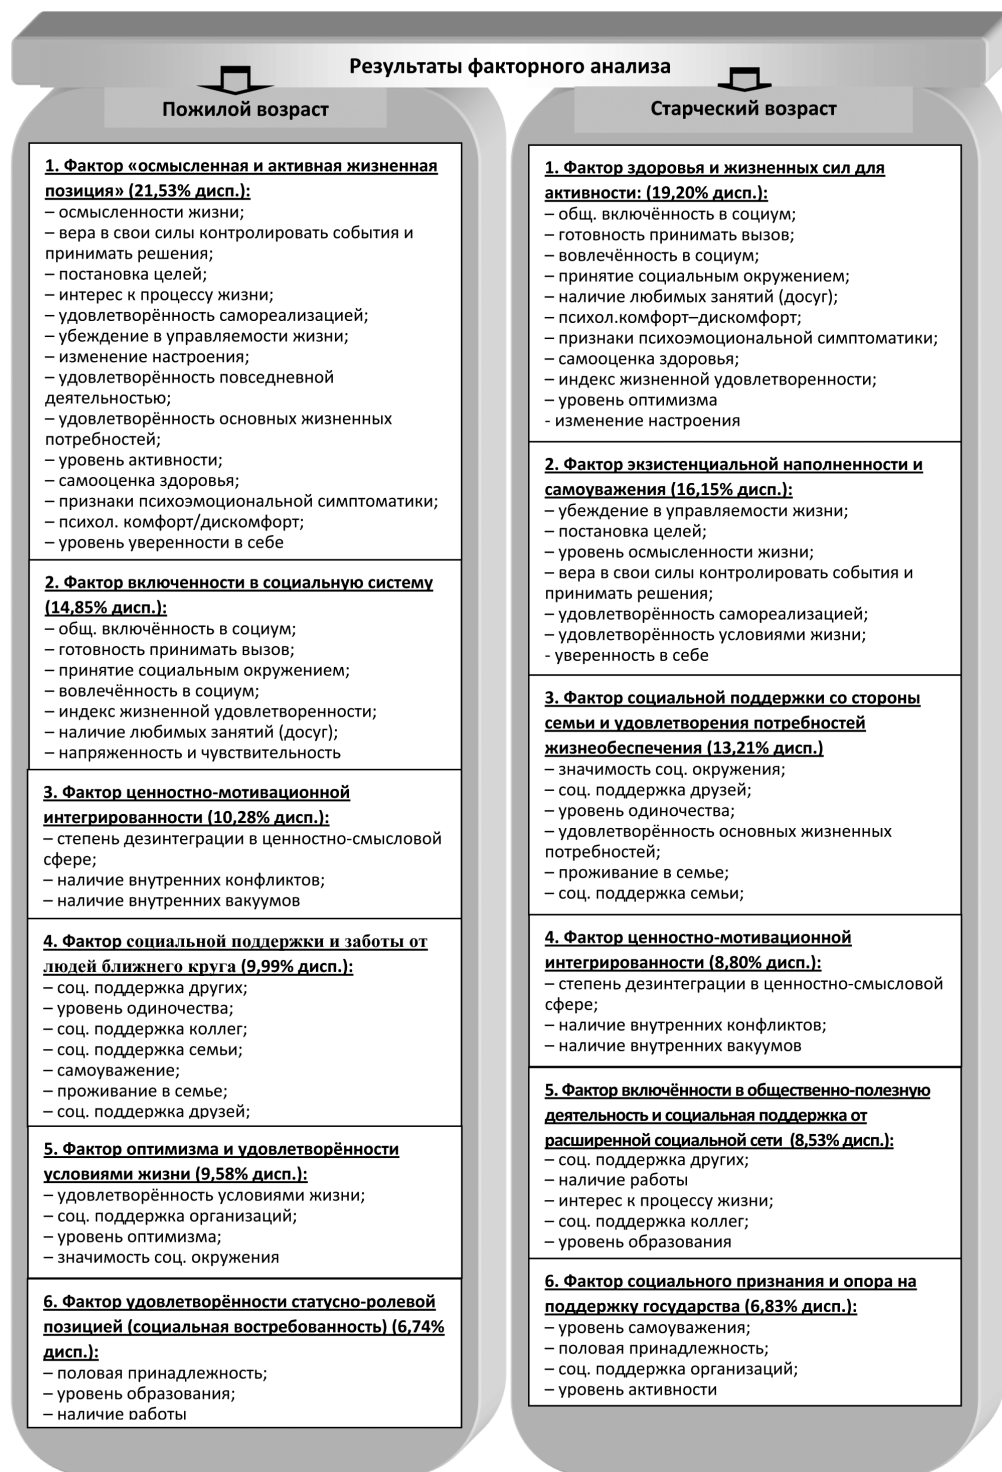 Результаты факторного анализа
Пожилой возраст
1. Фактор «осмысленная и активная жизненная
позиция» (21,53% дисп.):
– осмысленности жизни;
– вера в свои силы контролировать события и
принимать решения;
– постановка целей;
– интерес к процессу жизни;
– удовлетворённость самореализацией;
– убеждение в управляемости жизни;
– изменение настроения;
– удовлетворённость повседневной
деятельностью;
– удовлетворённость основных жизненных
потребностей;
– уровень активности;
– самооценка здоровья;
– признаки психоэмоциональной симптоматики;
– психол. комфорт/дискомфорт;
– уровень уверенности в себе
2. Фактор включенности в социальную систему
(14,85% дисп.):
– общ. включённость в социум;
– готовность принимать вызов;
– принятие социальным окружением;
– вовлечённость в социум;
– индекс жизненной удовлетворенности;
– наличие любимых занятий (досуг);
– напряженность и чувствительность
3. Фактор ценностно-мотивационной
интегрированности (10,28% дисп.):
– степень дезинтеграции в ценностно-смысловой
сфере;
– наличие внутренних конфликтов;
– наличие внутренних вакуумов
4. Фактор социальной поддержки и заботы от
людей ближнего круга (9,99% дисп.):
– соц. поддержка других;
– уровень одиночества;
– соц. поддержка коллег;
– соц. поддержка семьи;
– самоуважение;
– проживание в семье;
– соц. поддержка друзей;
5. Фактор оптимизма и удовлетворённости
условиями жизни (9,58% дисп.):
– удовлетворённость условиями жизни;
– соц. поддержка организаций;
– уровень оптимизма;
– значимость соц. окружения
6. Фактор удовлетворённости статусно-ролевой
позицией (социальная востребованность) (6,74%
дисп.):
– половая принадлежность;
– уровень образования;
– наличие работы
Старческий возраст
1. Фактор здоровья и жизненных сил для
активности: (19,20% дисп.):
– общ. включённость в социум;
– готовность принимать вызов;
– вовлечённость в социум;
– принятие социальным окружением;
– наличие любимых занятий (досуг);
– психол.комфорт–дискомфорт;
– признаки психоэмоциональной симптоматики;
– самооценка здоровья;
– индекс жизненной удовлетворенности;
– уровень оптимизма
- изменение настроения
2. Фактор экзистенциальной наполненности и
самоуважения (16,15% дисп.):
– убеждение в управляемости жизни;
– постановка целей;
– уровень осмысленности жизни;
– вера в свои силы контролировать события и
принимать решения;
– удовлетворённость самореализацией;
– удовлетворённость условиями жизни;
- уверенность в себе
3. Фактор социальной поддержки со стороны
семьи и удовлетворения потребностей
жизнеобеспечения (13,21% дисп.)
– значимость соц. окружения;
– соц. поддержка друзей;
– уровень одиночества;
– удовлетворённость основных жизненных
потребностей;
– проживание в семье;
– соц. поддержка семьи;
4. Фактор ценностно-мотивационной
интегрированности (8,80% дисп.):
– степень дезинтеграции в ценностно-смысловой
сфере;
– наличие внутренних конфликтов;
– наличие внутренних вакуумов
5. Фактор включённости в общественно-полезную
деятельность и социальная поддержка от
расширенной социальной сети (8,53% дисп.):
– соц. поддержка других;
– наличие работы
– интерес к процессу жизни;
– соц. поддержка коллег;
– уровень образования
6. Фактор социального признания и опора на
поддержку государства (6,83% дисп.):
– уровень самоуважения;
– половая принадлежность;
– соц. поддержка организаций;
– уровень активности